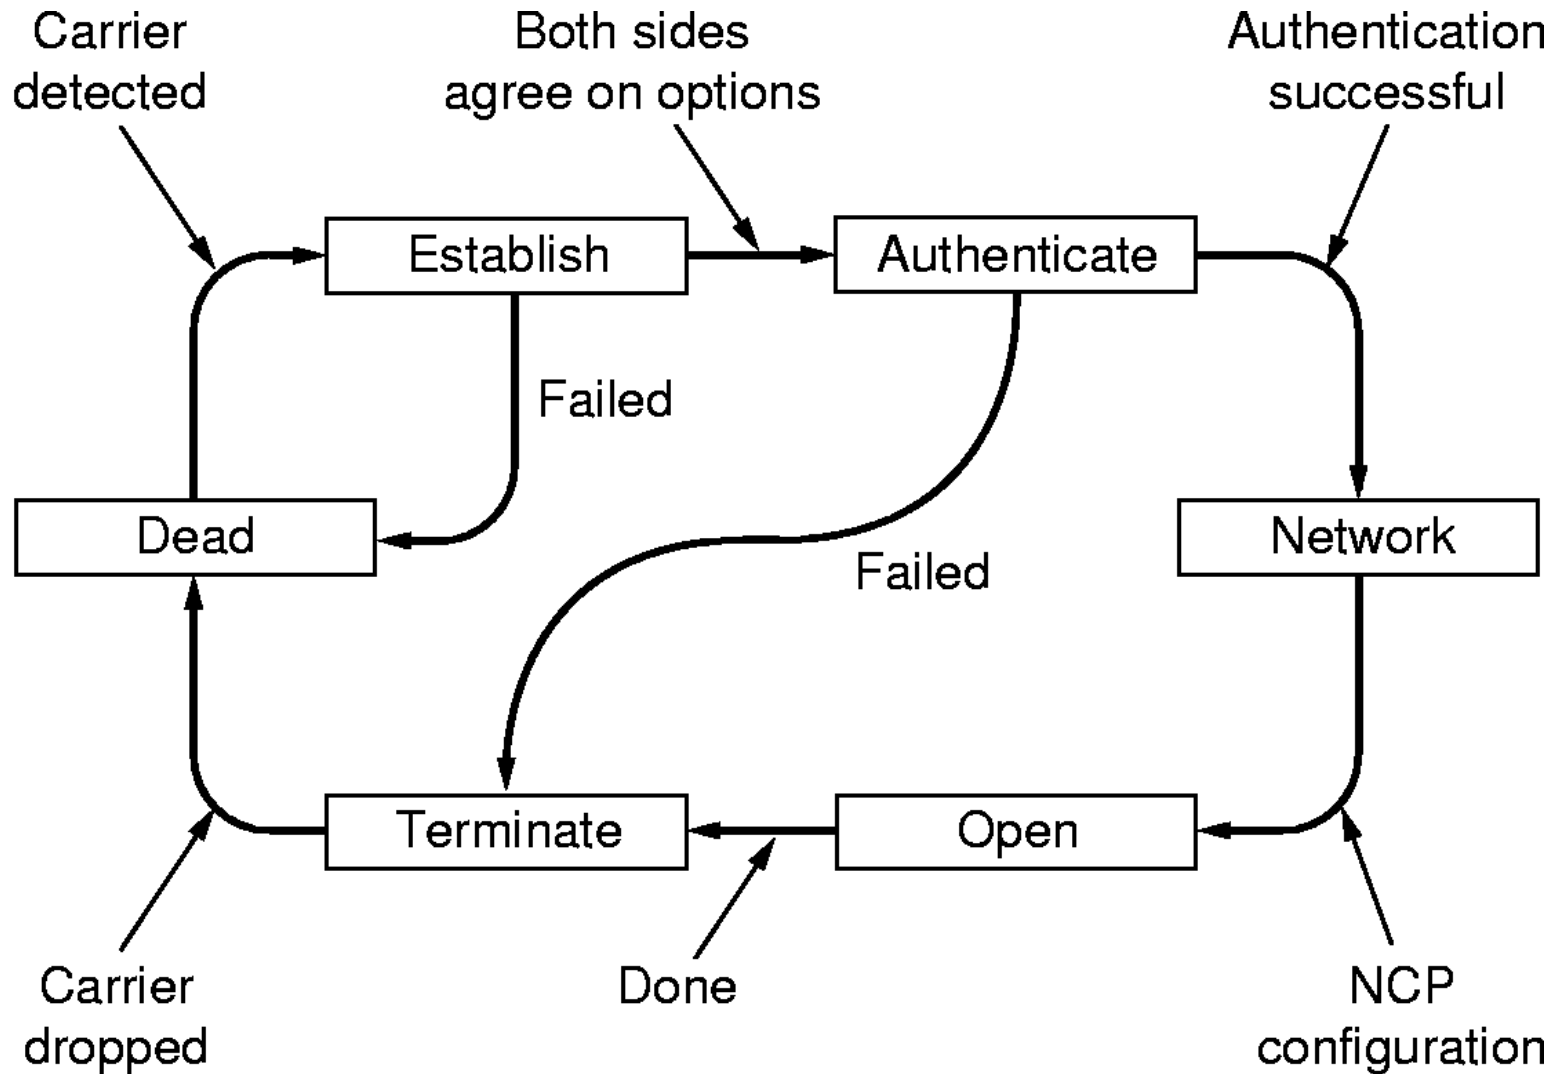 Carrier
detected
Both sides
agree on options
Authentication
successful
Establish
Authenticate
Failed
Dead
Network
Failed
Terminate
Open
Carrier
dropped
Done
NCP
configuration